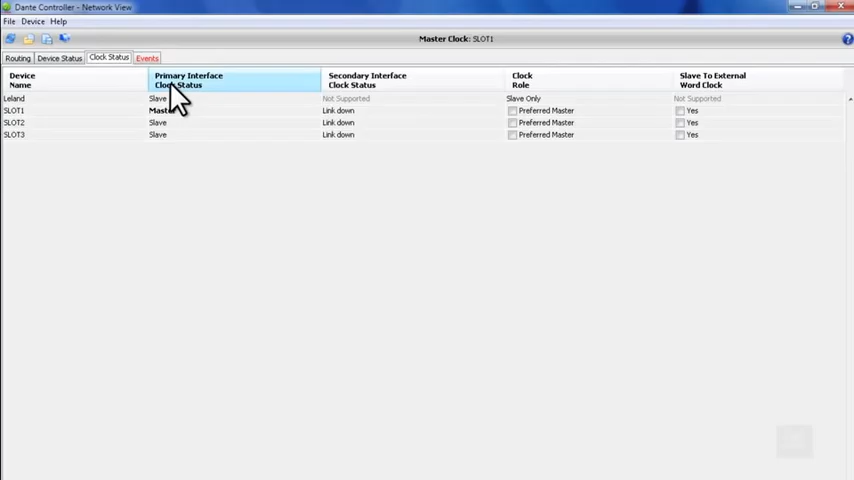 Dante Controller - Network View
File Device Help
Master Clock: SLOT1
Routing Device Status Clock Status Events
Device Name Primary Interface Clock Status Secondary Interface Clock Status Clock Role Slave To External Word Clock
Leland Slave Not Supported Slave Only Not Supported
SLOT1 Master Link down Preferred Master Yes
SLOT2 Slave Link down Preferred Master Yes
SLOT3 Slave Link down Preferred Master Yes